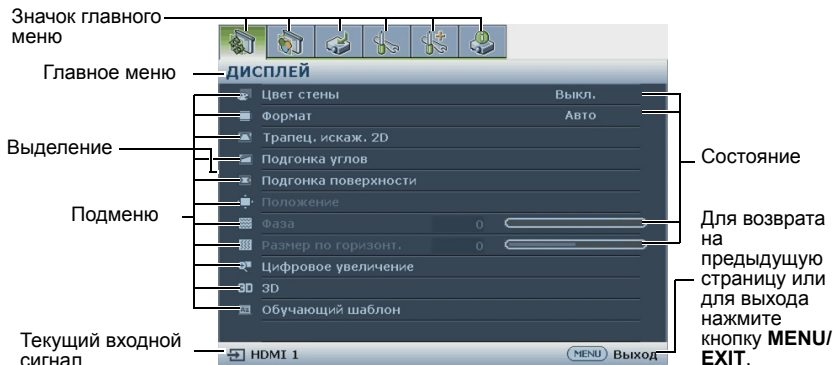 Значок главного
меню
Главное меню
Выделение
Подменю
Текущий входной
сигнал
ДИСПЛЕЙ
Цвет стены Выкл.
Формат Авто
Трапец. искаж. 2D
Подгонка углов
Подгонка поверхности
Положение
Фаза 0
Размер по горизонт. 0
Цифровое увеличение
3D 3D
Обучающий шаблон
HDMI 1 MENU Выход
Состояние
Для возврата
на
предыдущую
страницу или
для выхода
нажмите
кнопку MENU/
EXIT.